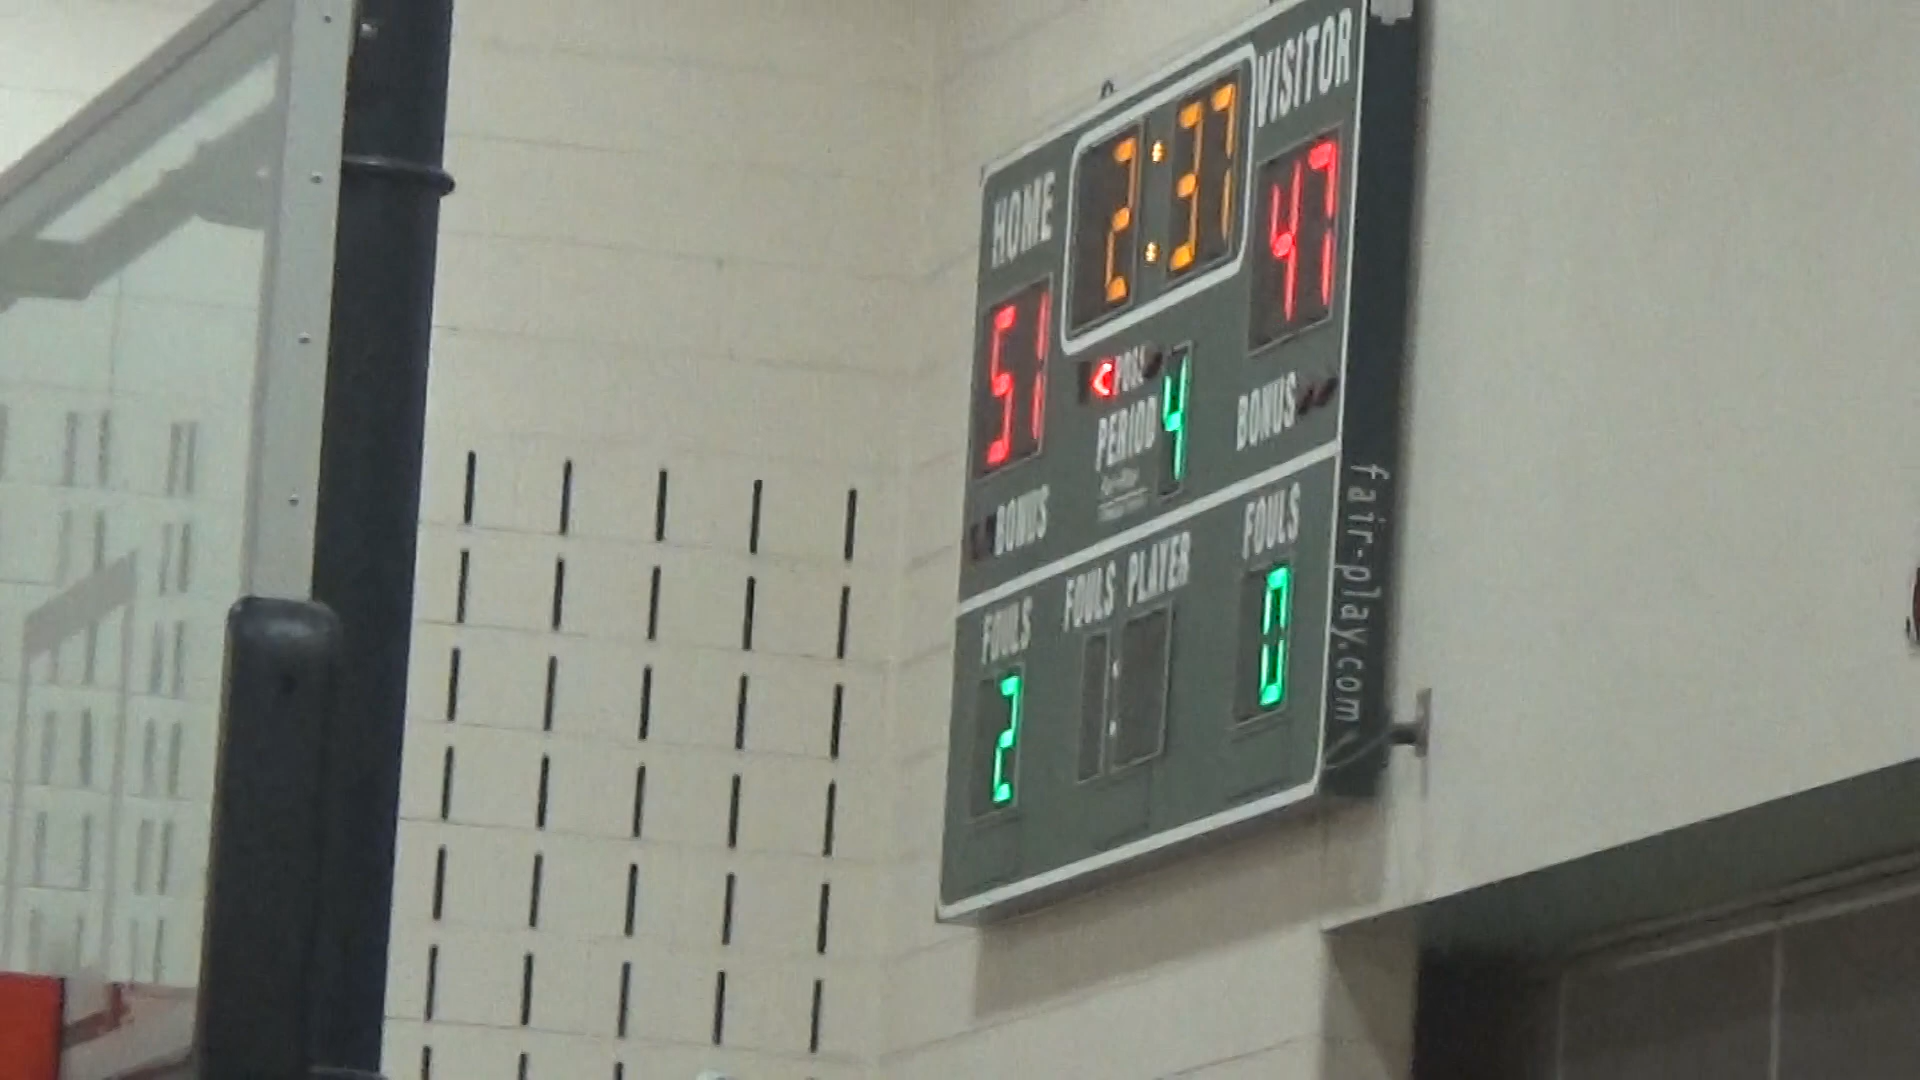 HOME 2:37 VISITOR
51 47
< POSS
PERIOD 4
BONUS BONUS
FOULS FOULS PLAYER FOULS
2 : 0
fair-play.com